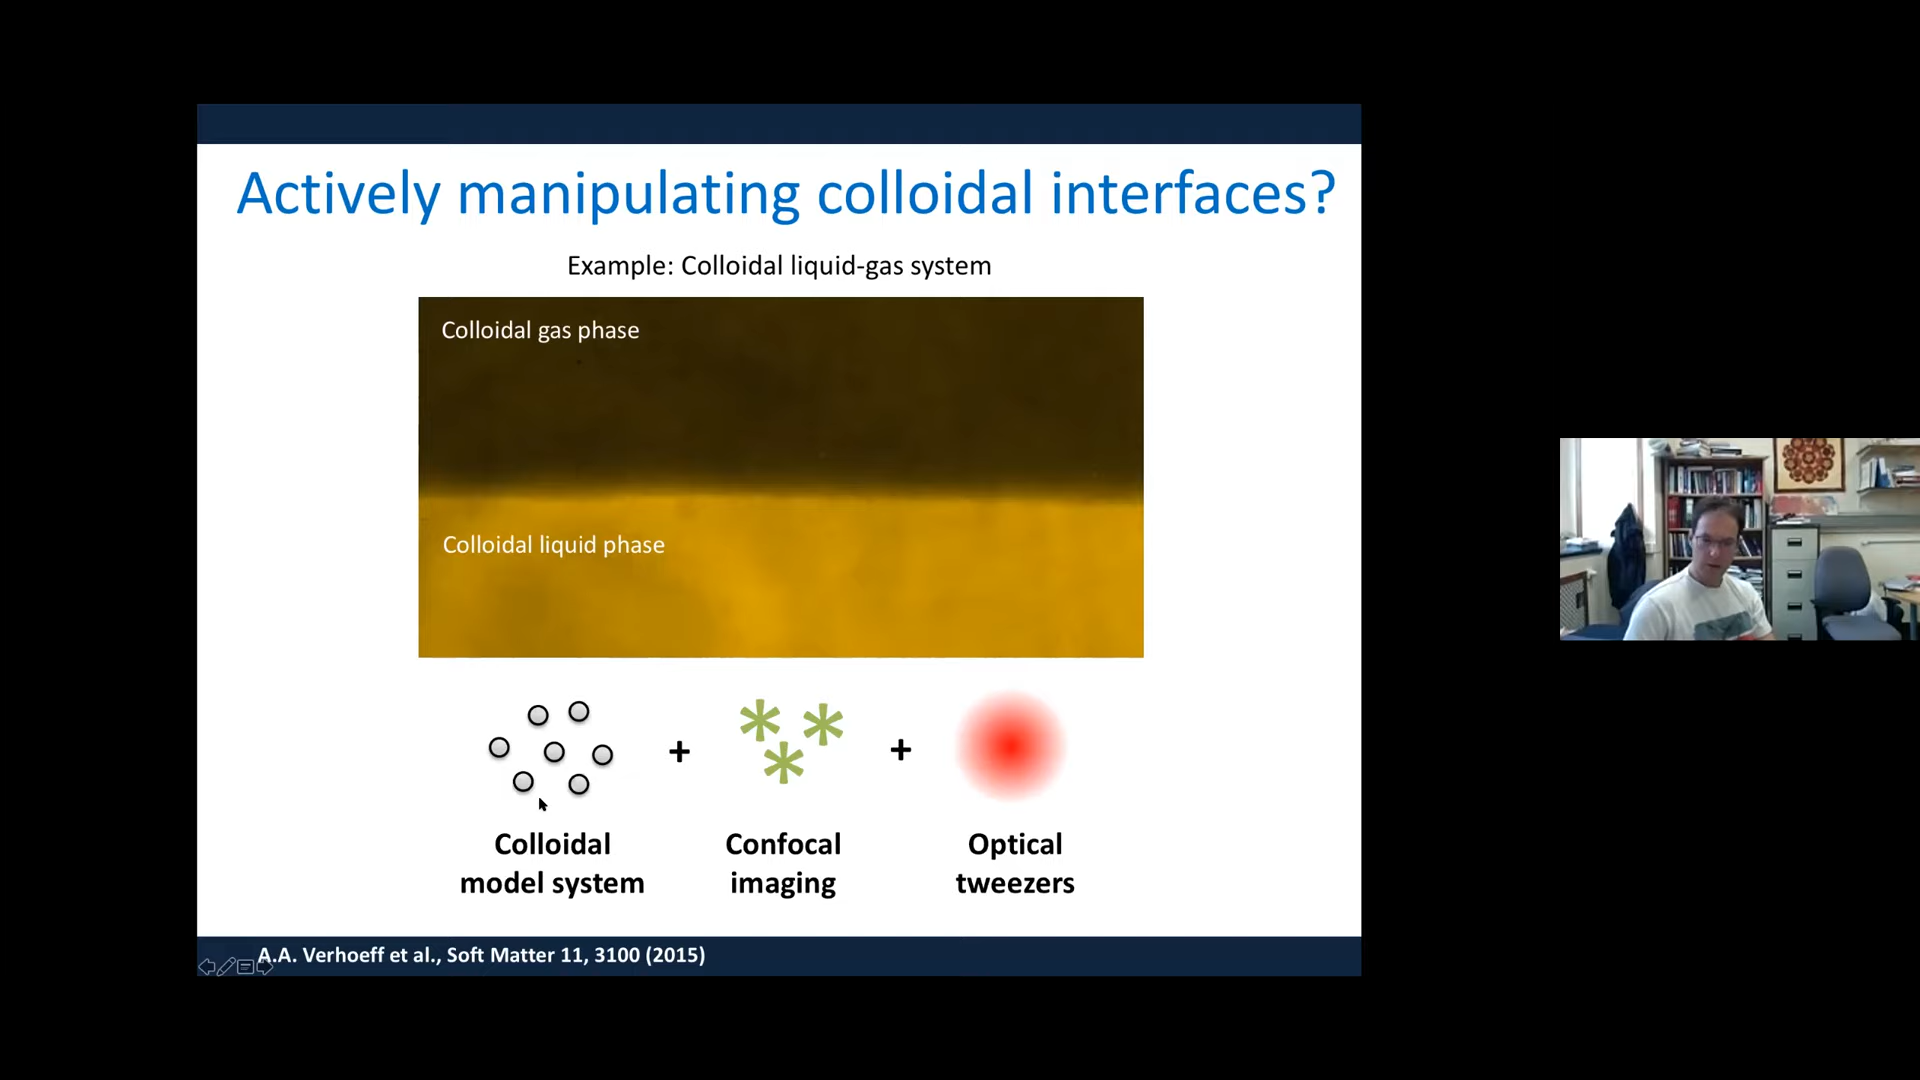 Actively manipulating colloidal interfaces?
Example: Colloidal liquid-gas system
Colloidal gas phase
Colloidal liquid phase
+
+
Colloidal
model system
Confocal
imaging
Optical
tweezers
A.A. Verhoeff et al., Soft Matter 11, 3100 (2015)